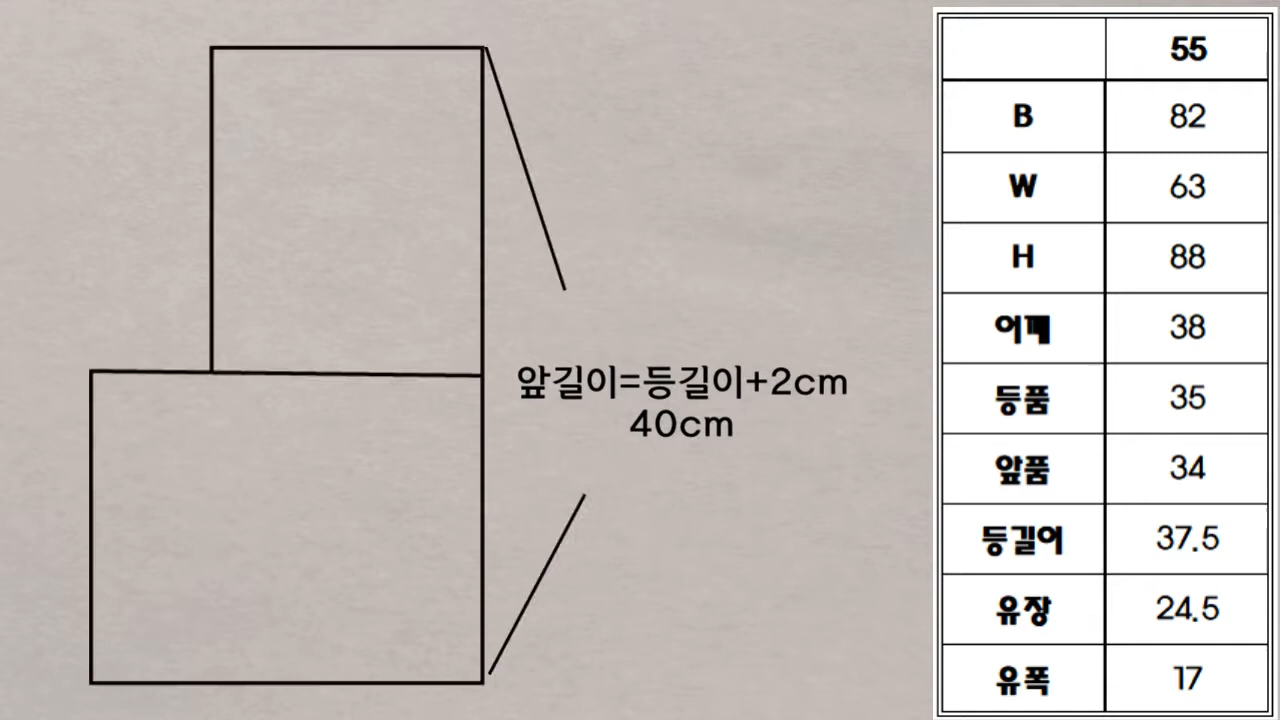 앞길이=등길이+2cm
40cm
55
B 82
W 63
H 88
어깨 38
등품 35
앞품 34
등길이 37.5
유장 24.5
유폭 17